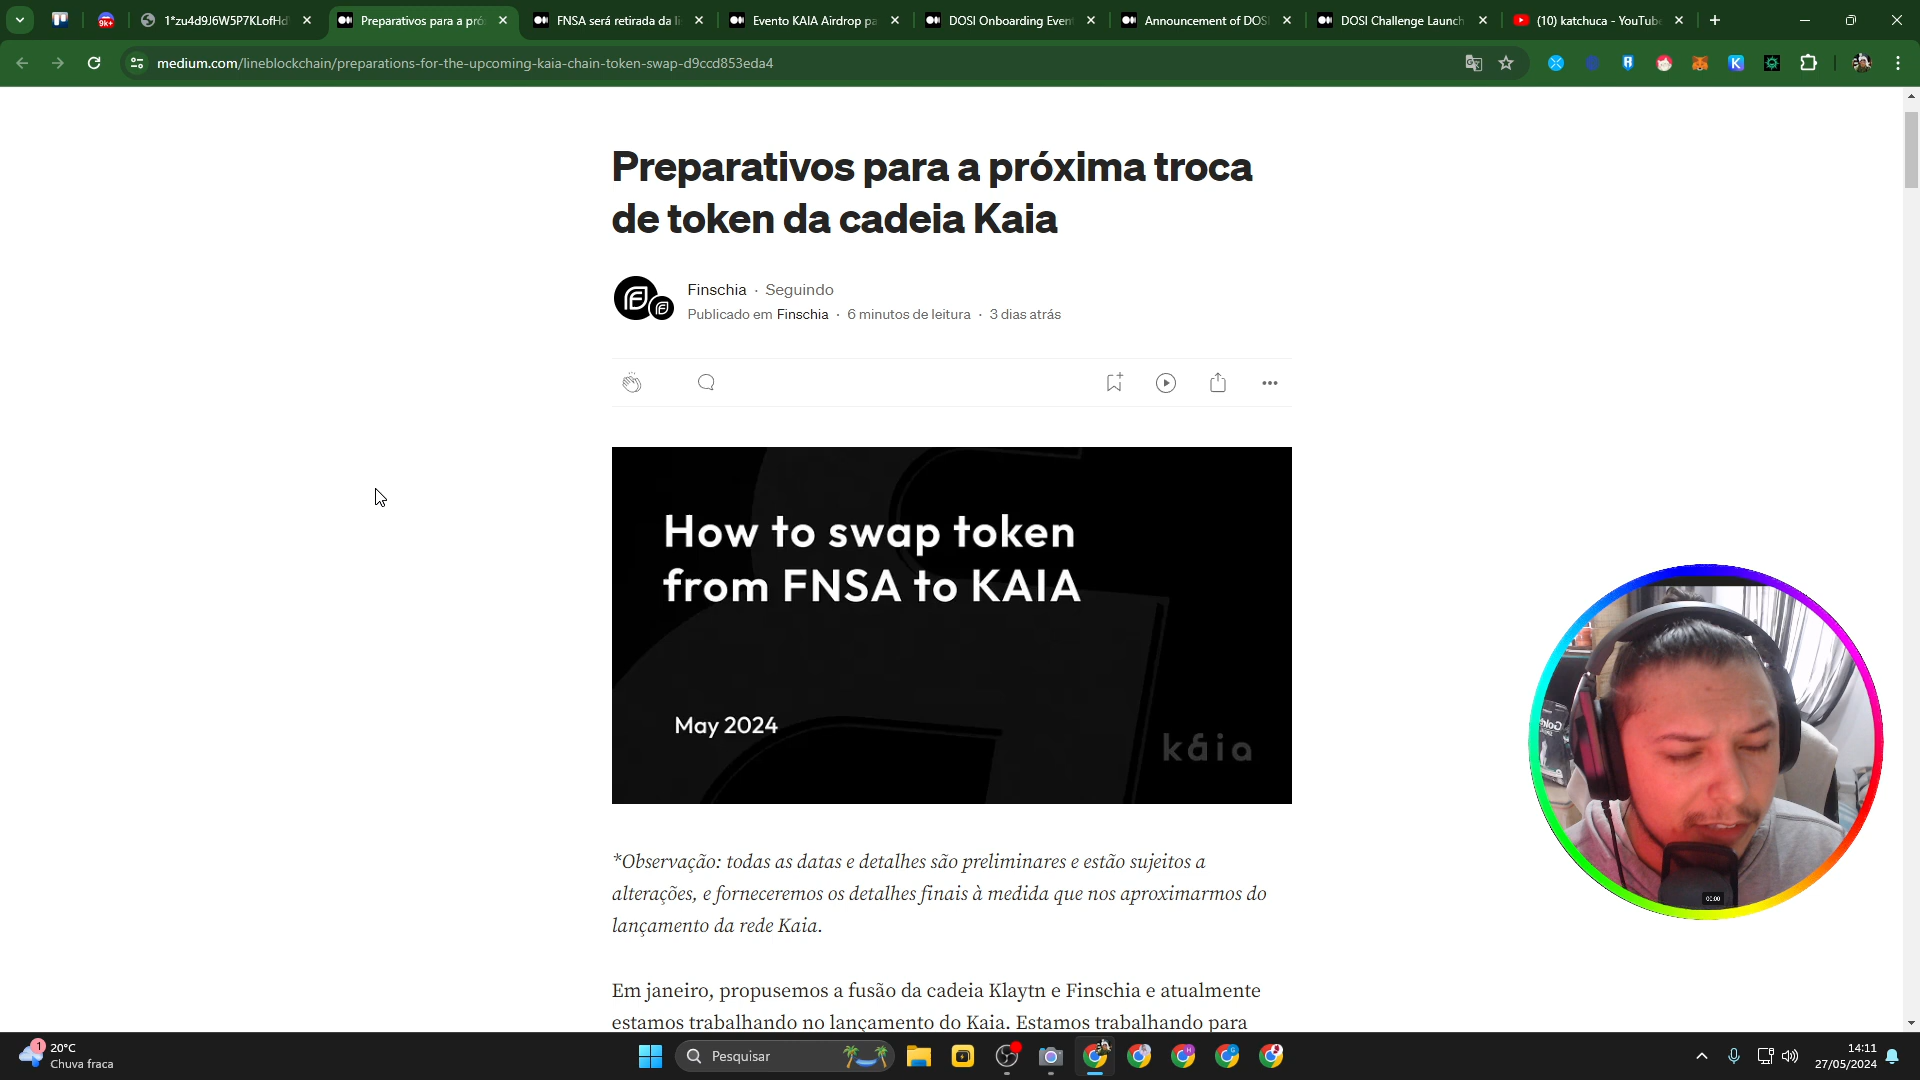 9k+
1*zu4d9J6W5P7KLofHd
Preparativos para a pró
FNSA será retirada da li
Evento KAIA Airdrop pa
DOSI Onboarding Event
Announcement of DOS
DOSI Challenge Launch
(10) katchuca - YouTube
medium.com/lineblockchain/preparations-for-the-upcoming-kaia-chain-token-swap-d9ccd853eda4
Preparativos para a próxima troca
de token da cadeia Kaia
Finschia · Seguindo
Publicado em Finschia · 6 minutos de leitura · 3 dias atrás
How to swap token
from FNSA to KAIA
May 2024
kaia
*Observação: todas as datas e detalhes são preliminares e estão sujeitos a
alterações, e forneceremos os detalhes finais à medida que nos aproximarmos do
lançamento da rede Kaia.
Em janeiro, propusemos a fusão da cadeia Klaytn e Finschia e atualmente
estamos trabalhando no lançamento do Kaia. Estamos trabalhando para
1
20°C
Chuva fraca
Pesquisar
14:11
27/05/2024